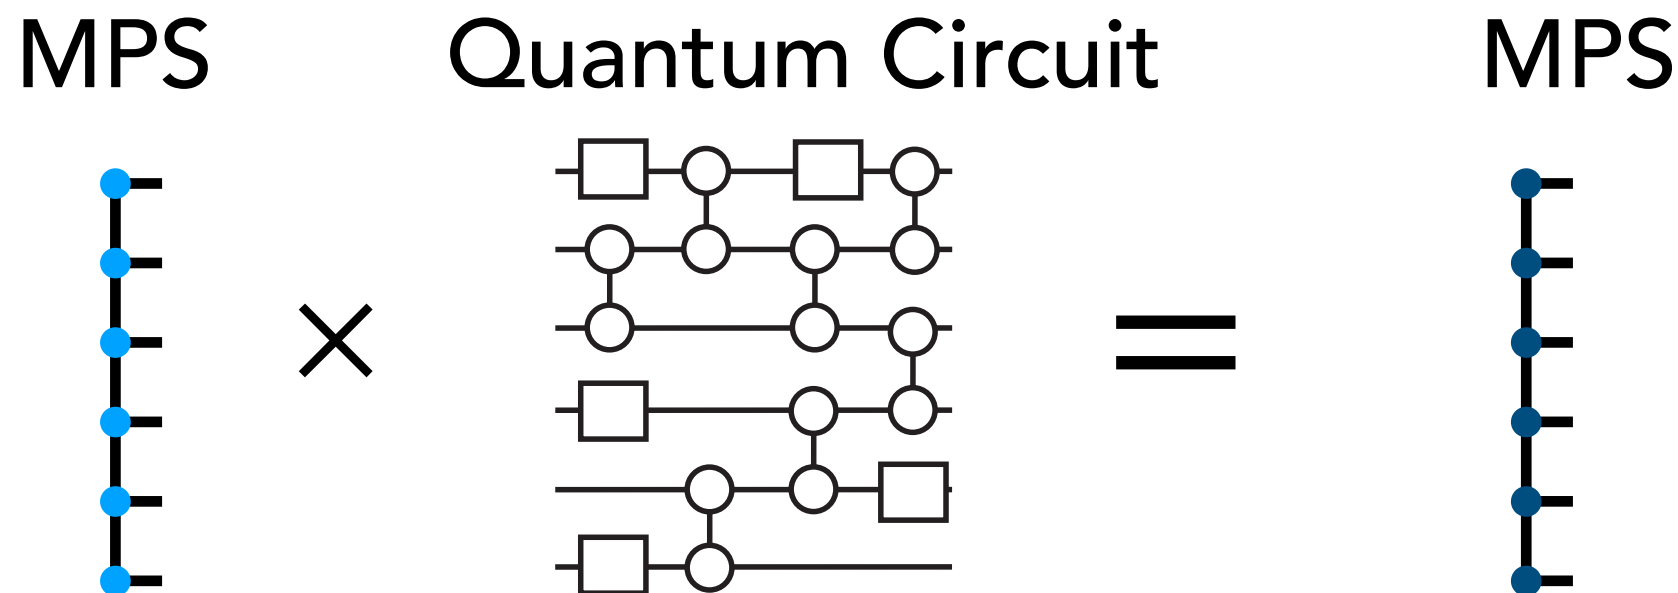 MPS Quantum Circuit MPS
× =